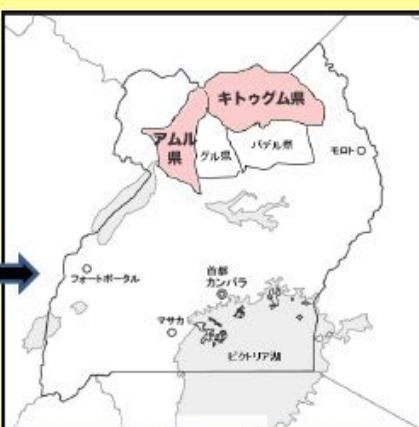 キトゥグム県
アムル
県
グル県
パデル県
モロト
フォートポータル
首都
カンパラ
マサカ
ビクトリア湖